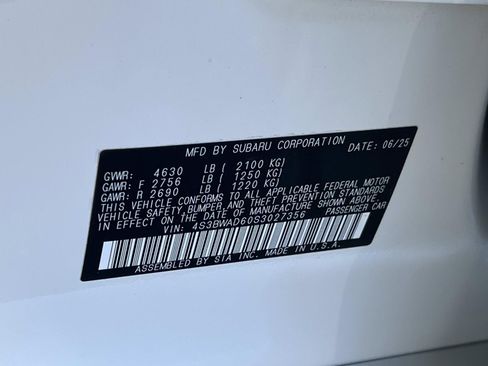 MFD BY SUBARU CORPORATION DATE: 06/25
GVWR: 4630 LB ( 2100 KG)
GAWR: F 2756 LB ( 1250 KG)
GAWR: R 2690 LB ( 1220 KG)
THIS VEHICLE CONFORMS TO ALL APPLICABLE FEDERAL MOTOR
VEHICLE SAFETY, BUMPER, AND THEFT PREVENTION STANDARDS
IN EFFECT ON THE DATE OF MANUFACTURE SHOWN ABOVE.
VIN: 4S3BWAD60S3027356 PASSENGER CAR
ASSEMBLED BY SIA INC. MADE IN U.S.A.